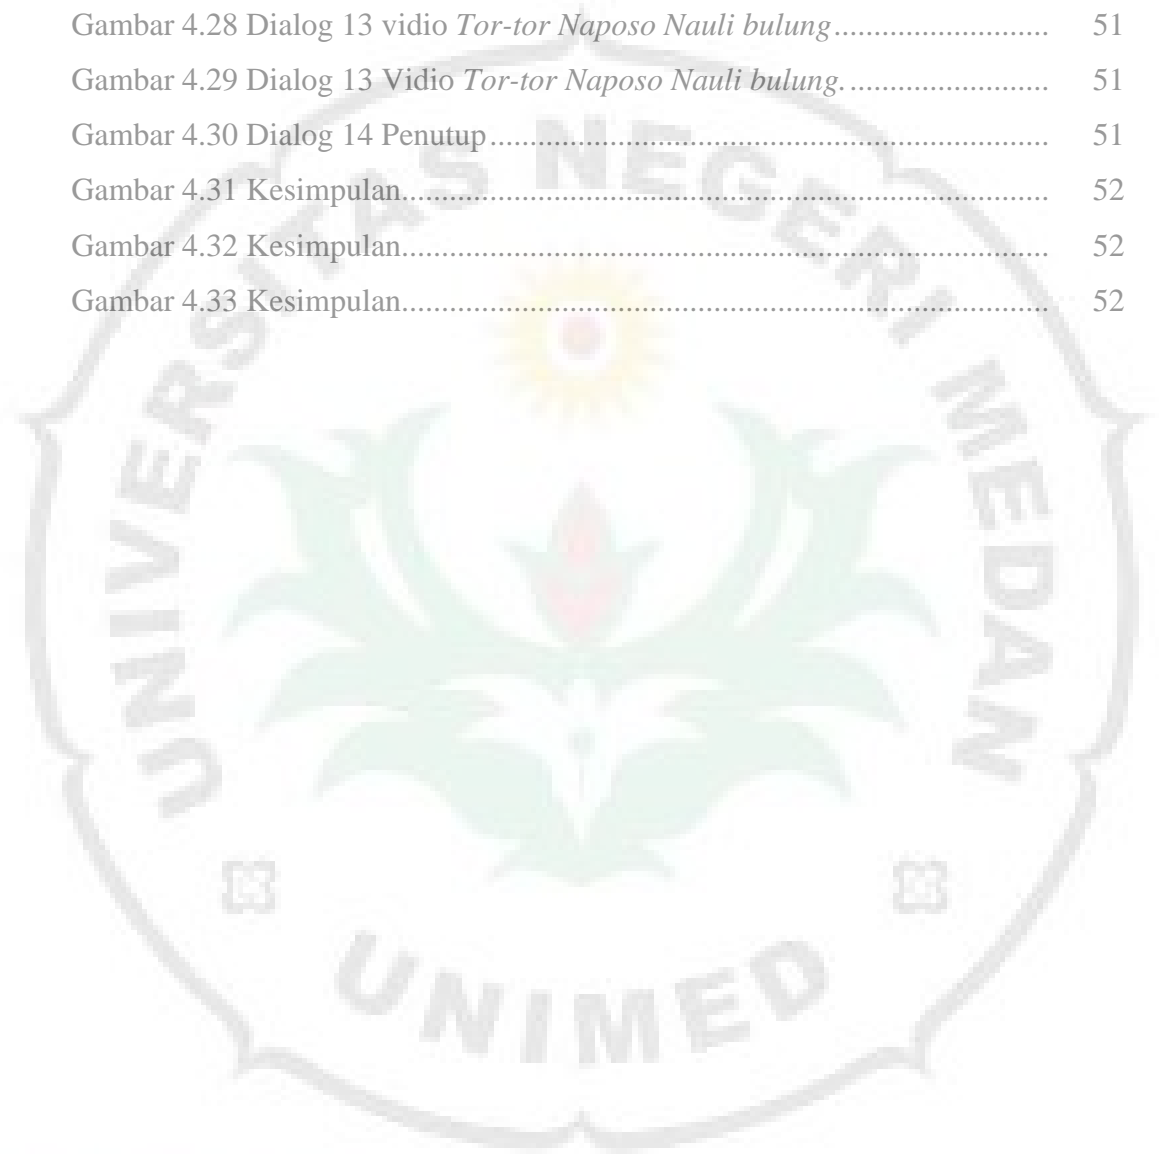 Gambar 4.28 Dialog 13 vidio Tor-tor Naposo Nauli bulung........................... 51
Gambar 4.29 Dialog 13 Vidio Tor-tor Naposo Nauli bulung. ......................... 51
Gambar 4.30 Dialog 14 Penutup...................................................................... 51
Gambar 4.31 Kesimpulan................................................................................. 52
Gambar 4.32 Kesimpulan................................................................................. 52
Gambar 4.33 Kesimpulan................................................................................. 52
UNIVERSITAS NEGERI MEDAN
UNIMED